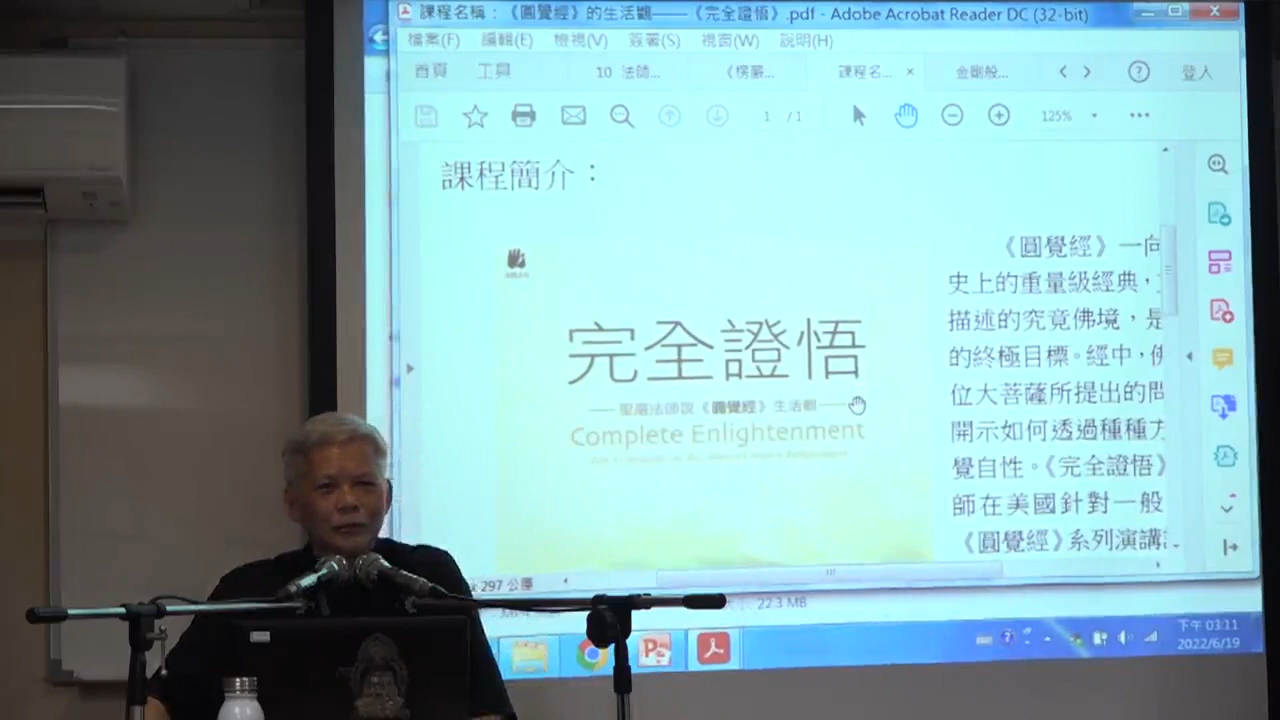 課程名稱：《圓覺經》的生活觀——《完全證悟》.pdf - Adobe Acrobat Reader DC (32-bit)
檔案(F) 編輯(E) 檢視(V) 簽署(S) 視窗(W) 說明(H)
首頁 工具 10 法師... 《楞嚴... 課程名... × 金剛般... 登入
1 / 1 125%
課程簡介：
完全證悟
聖嚴法師說《圓覺經》生活觀
Complete Enlightenment
《圓覺經》一向
史上的重量級經典，
描述的究竟佛境，是
的終極目標。經中，佛
位大菩薩所提出的問
開示如何透過種種方
覺自性。《完全證悟》
師在美國針對一般
《圓覺經》系列演講
297 公厘
22.3 MB
下午 03:11
2022/6/19